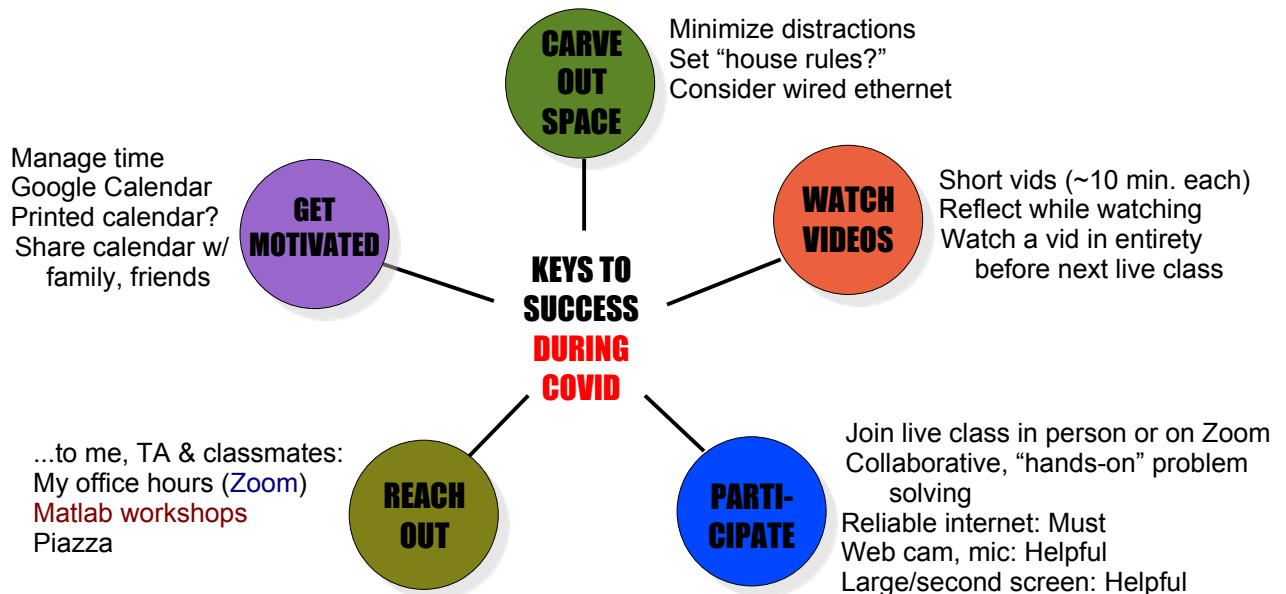 CARVE
OUT
SPACE
Minimize distractions
Set “house rules?”
Consider wired ethernet
Manage time
Google Calendar
Printed calendar?
Share calendar w/
family, friends
GET
MOTIVATED
WATCH
VIDEOS
Short vids (~10 min. each)
Reflect while watching
Watch a vid in entirety
before next live class
KEYS TO
SUCCESS
DURING
COVID
...to me, TA & classmates:
My office hours (Zoom)
Matlab workshops
Piazza
REACH
OUT
PARTI-
CIPATE
Join live class in person or on Zoom
Collaborative, “hands-on” problem
solving
Reliable internet: Must
Web cam, mic: Helpful
Large/second screen: Helpful